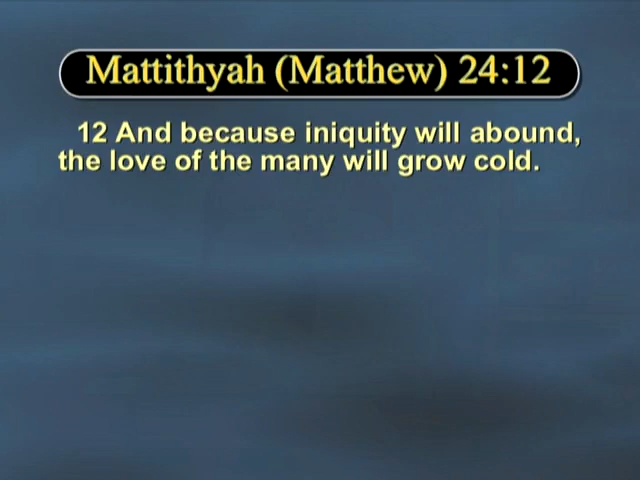 Mattithyah (Matthew) 24:12
12 And because iniquity will abound,
the love of the many will grow cold.